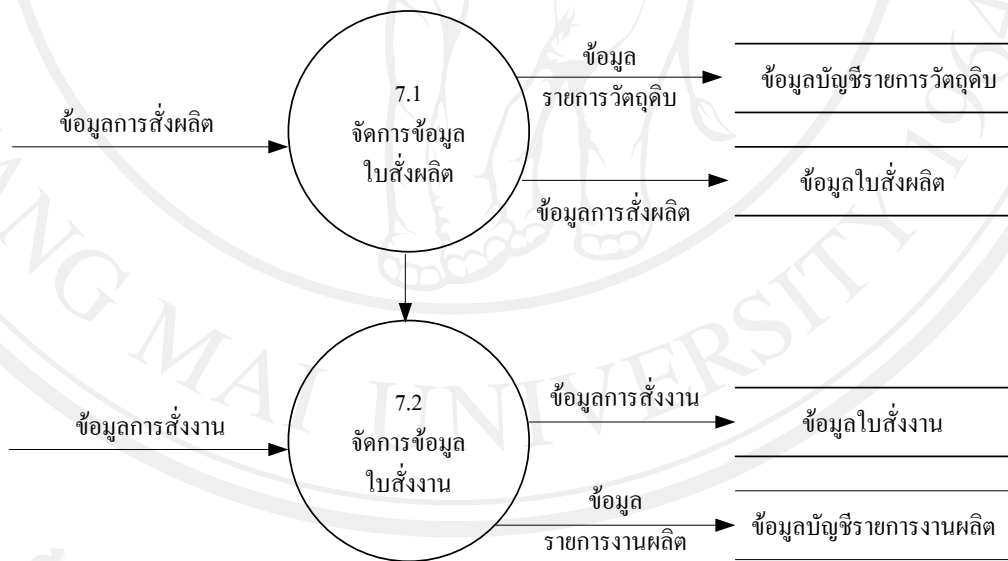 ข้อมูลการสั่งผลิต
7.1
จัดการข้อมูล
ใบสั่งผลิต
ข้อมูล
รายการวัตถุดิบ
ข้อมูลบัญชีรายการวัตถุดิบ
ข้อมูลการสั่งผลิต
ข้อมูลใบสั่งผลิต
ข้อมูลการสั่งงาน
7.2
จัดการข้อมูล
ใบสั่งงาน
ข้อมูลการสั่งงาน
ข้อมูลใบสั่งงาน
ข้อมูล
รายการงานผลิต
ข้อมูลบัญชีรายการงานผลิต
ANG MAI UNIVERSITY 196